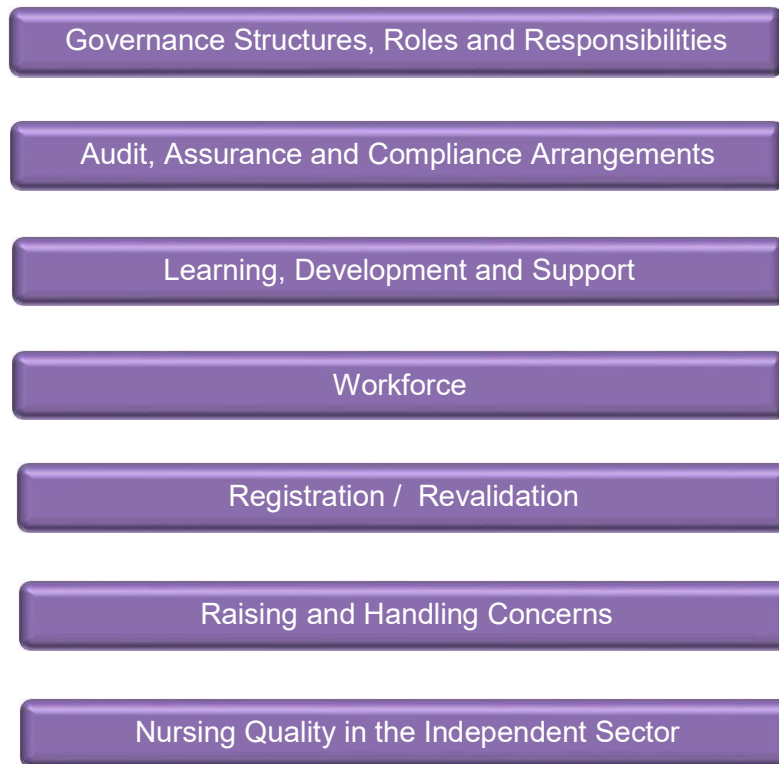 Governance Structures, Roles and Responsibilities
Audit, Assurance and Compliance Arrangements
Learning, Development and Support
Workforce
Registration /  Revalidation
Raising and Handling Concerns
Nursing Quality in the Independent Sector